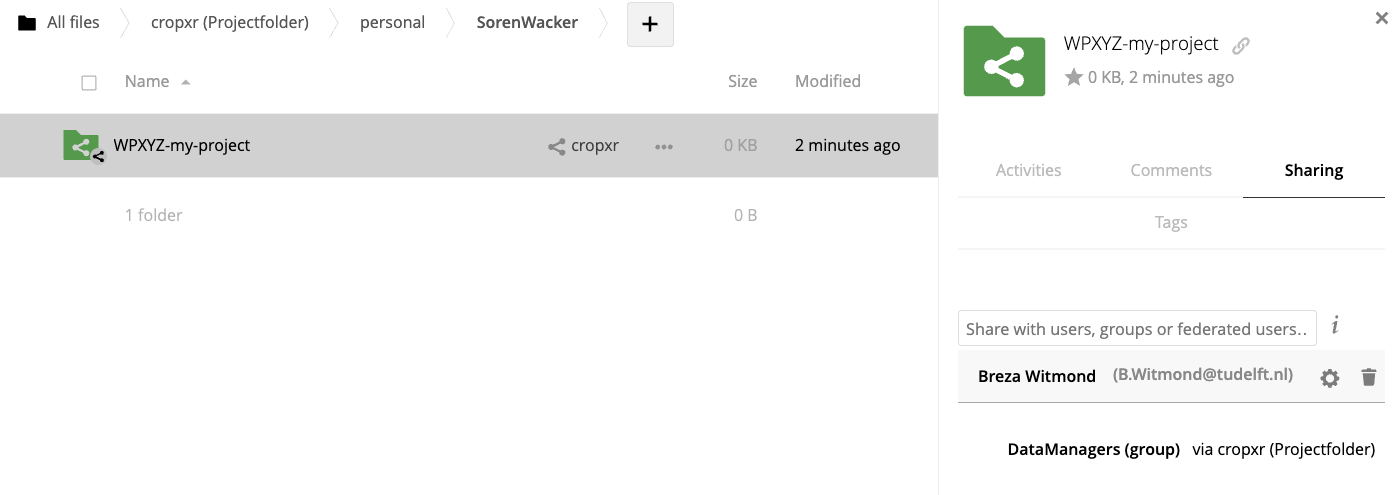 All files cropxr (Projectfolder) personal SorenWacker +
Name Size Modified
WPXYZ-my-project cropxr ••• 0 KB 2 minutes ago
1 folder 0 B
WPXYZ-my-project
0 KB, 2 minutes ago
Activities Comments Sharing
Tags
Share with users, groups or federated users.. i
Breza Witmond (B.Witmond@tudelft.nl)
DataManagers (group) via cropxr (Projectfolder)